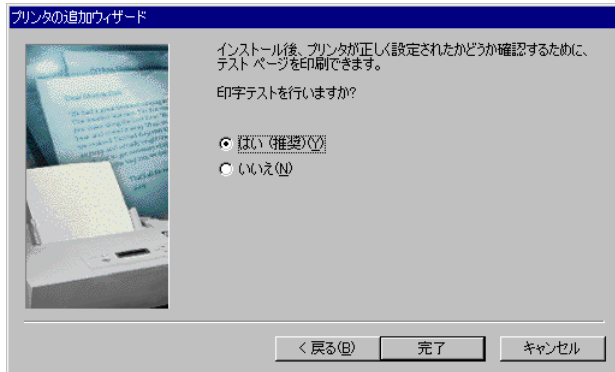 プリンタの追加ウィザード
インストール後、プリンタが正しく設定されたかどうか確認するために、
テスト ページを印刷できます。
印字テストを行いますか?
はい (推奨)(Y)
いいえ(N)
< 戻る(B)
完了
キャンセル